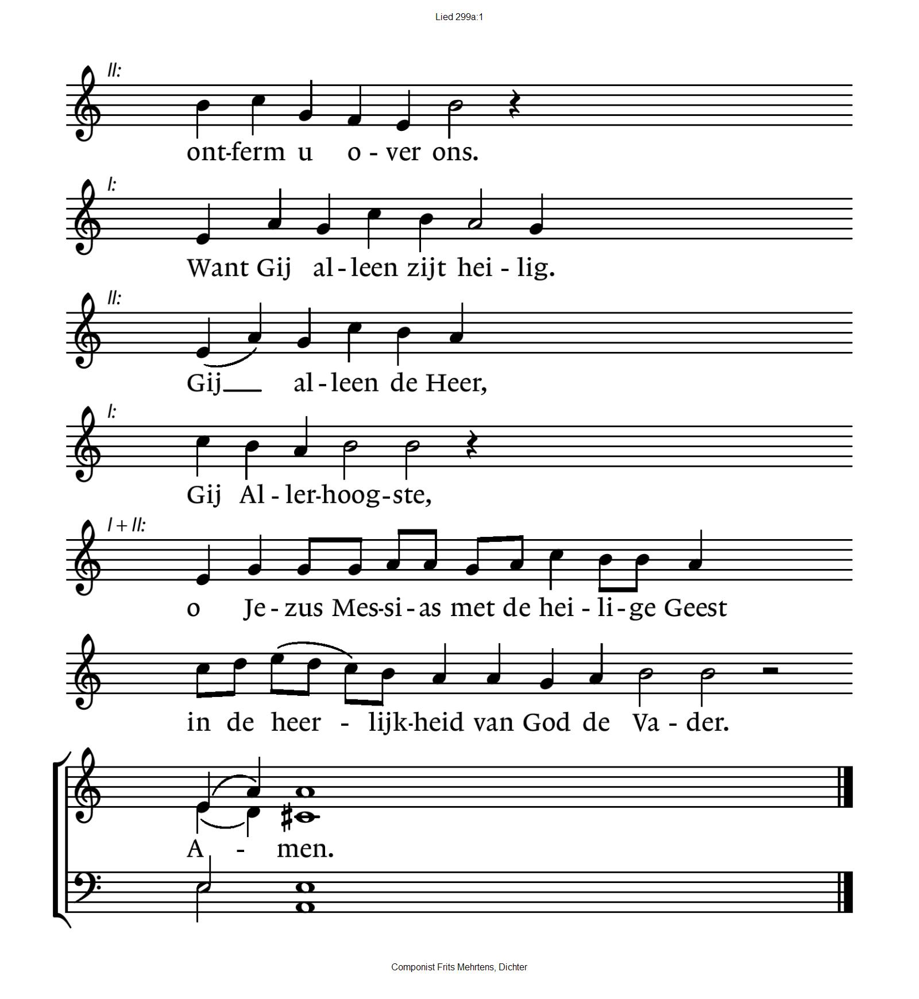 Lied 299a:1
II:
ont-ferm u o - ver ons.
I:
Want Gij al - leen zijt hei - lig.
II:
Gij al - leen de Heer,
I:
Gij Al - ler-hoog-ste,
I + II:
o Je - zus Mes-si - as met de hei - li - ge Geest
in de heer - lijk-heid van God de Va - der.
A - men.
Componist Frits Mehrtens, Dichter